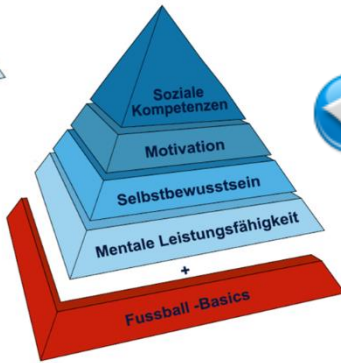 Soziale
Kompetenzen
Motivation
Selbstbewusstsein
Mentale Leistungsfähigkeit
+
Fussball -Basics